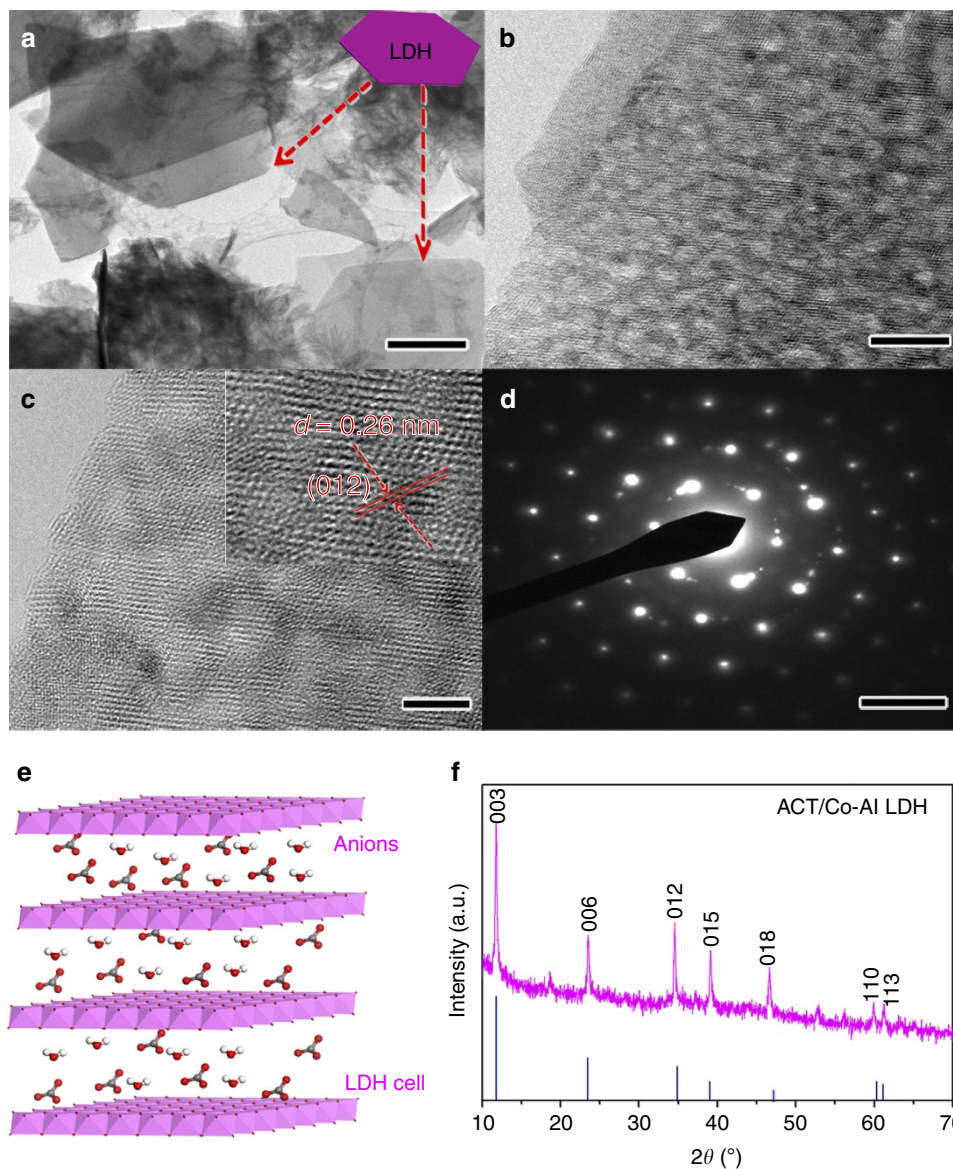 a
LDH
b
c
d = 0.26 nm
(012)
d
e
Anions
LDH cell
f
ACT/Co-Al LDH
003
006
012
015
018
110
113
Intensity (a.u.)
10
20
30
40
50
60
70
2θ (°)